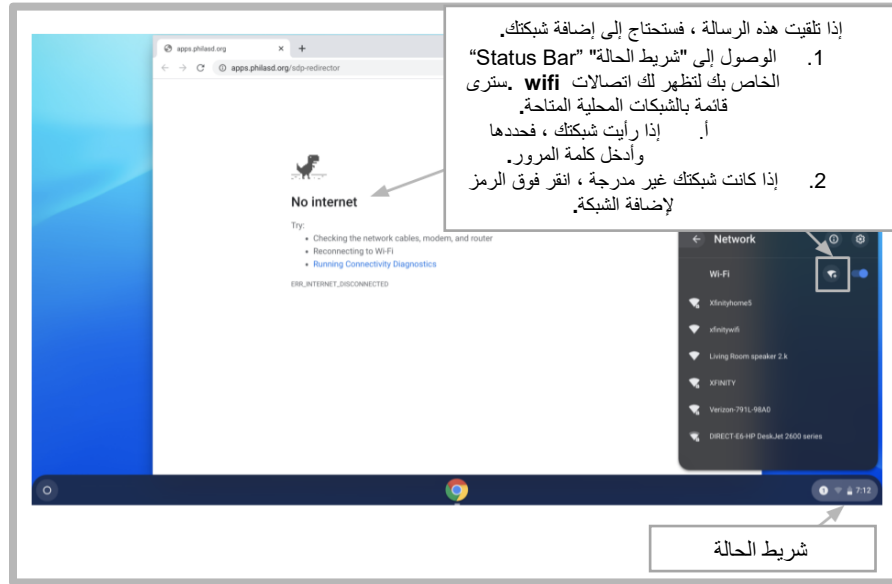 إذا تلقيت هذه الرسالة ، فستحتاج إلى إضافة شبكتك.
1. الوصول إلى "شريط الحالة" "Status Bar“
الخاص بك لتظهر لك اتصالات wifi .سترى
قائمة بالشبكات المحلية المتاحة.
أ. إذا رأيت شبكتك ، فحددها
وأدخل كلمة المرور.
2. إذا كانت شبكتك غير مدرجة ، انقر فوق الرمز
لإضافة الشبكة.
apps.philasd.org
apps.philasd.org/sdp-redirector
No internet
Try:
• Checking the network cables, modem, and router
• Reconnecting to Wi-Fi
• Running Connectivity Diagnostics
ERR_INTERNET_DISCONNECTED
Network
Wi-Fi
Xfinityhome5
xfinitywifi
Living Room speaker 2.k
XFINITY
Verizon-791L-98A0
DIRECT-E6-HP DeskJet 2600 series
1 7:12
شريط الحالة